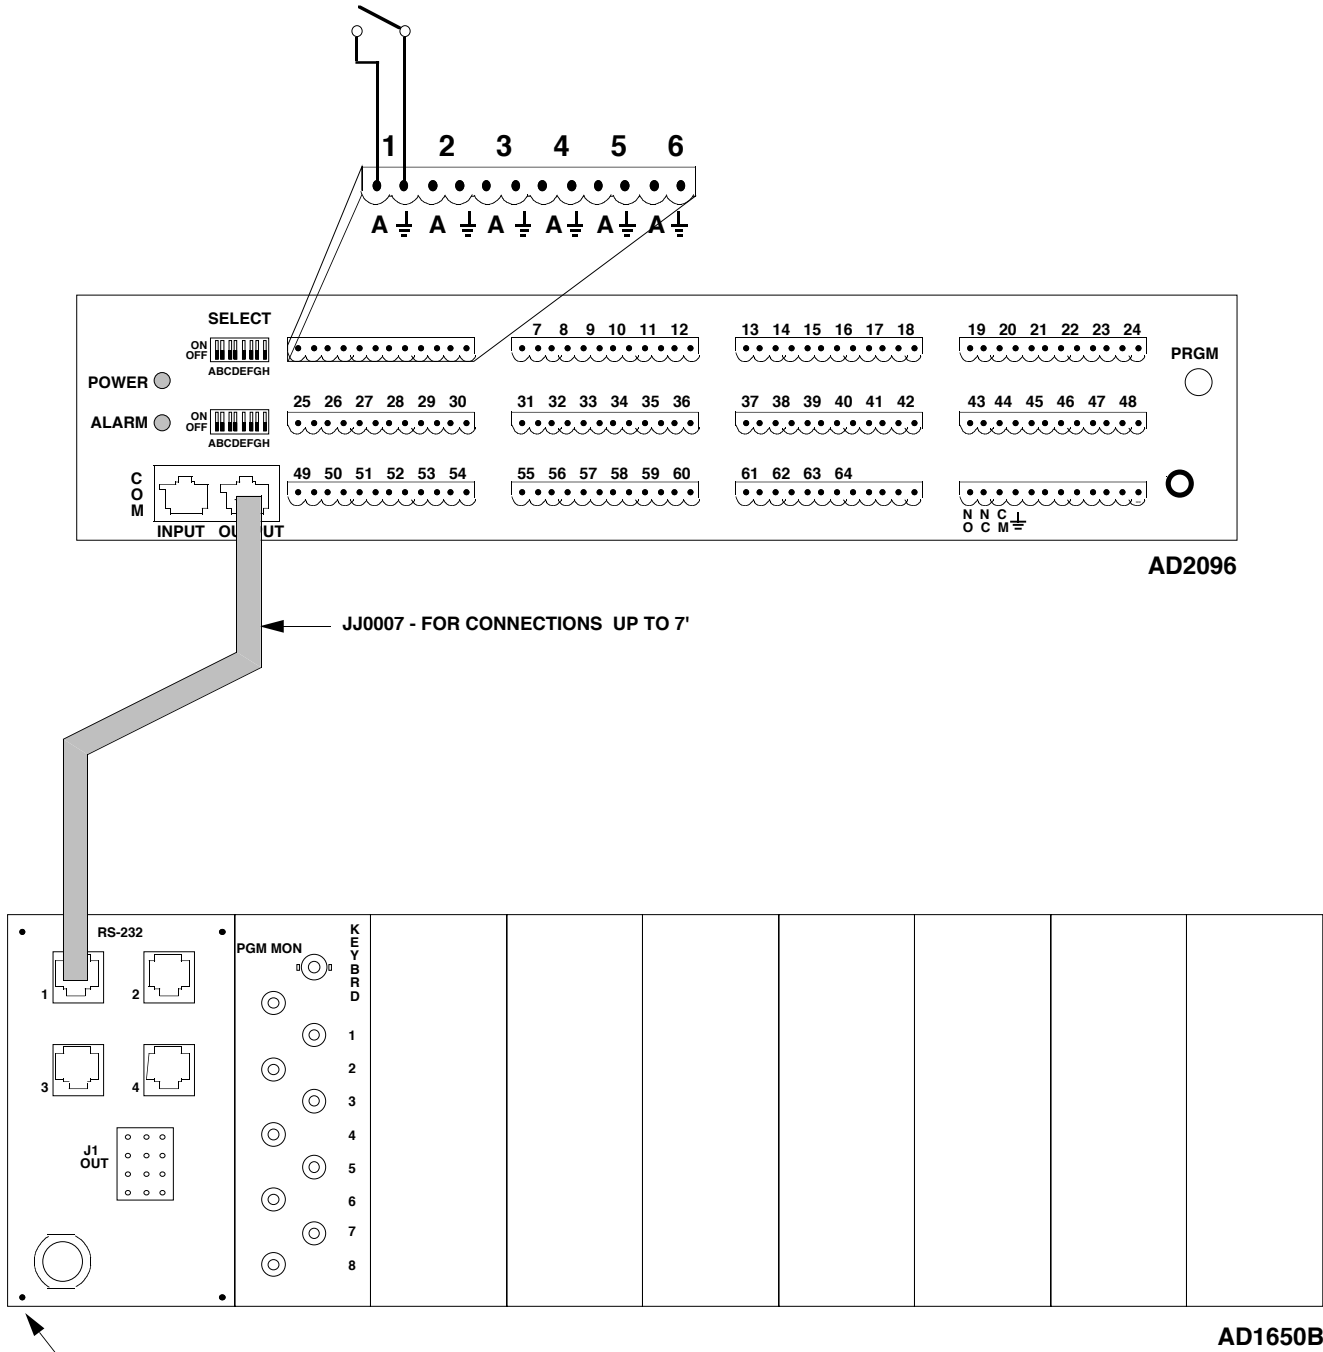 1 2 3 4 5 6
A ⏚ A ⏚ A ⏚ A ⏚ A ⏚ A ⏚
SELECT
ON
OFF
ABCDEFGH
7 8 9 10 11 12
13 14 15 16 17 18
19 20 21 22 23 24
PRGM
POWER
ALARM
ON
OFF
ABCDEFGH
25 26 27 28 29 30
31 32 33 34 35 36
37 38 39 40 41 42
43 44 45 46 47 48
COM
INPUT
OUTPUT
49 50 51 52 53 54
55 56 57 58 59 60
61 62 63 64
NO NC CM ⏚
AD2096
JJ0007 - FOR CONNECTIONS UP TO 7'
RS-232
1
2
3
4
J1
OUT
PGM MON
KEYBRD
1
2
3
4
5
6
7
8
AD1650B